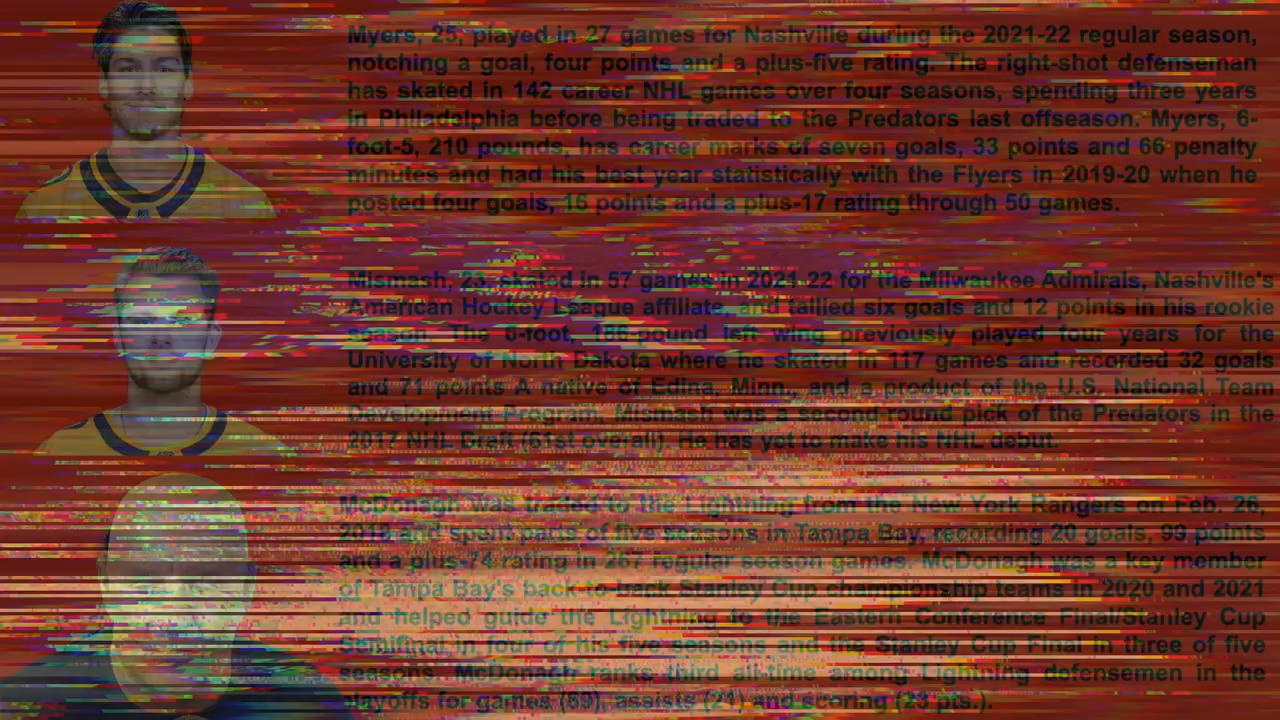 Myers, 25, played in 27 games for Nashville during the 2021-22 regular season,
notching a goal, four points and a plus-five rating. The right-shot defenseman
has skated in 142 career NHL games over four seasons, spending three years
in Philadelphia before being traded to the Predators last offseason. Myers, 6-
foot-5, 210 pounds, has career marks of seven goals, 33 points and 66 penalty
minutes and had his best year statistically with the Flyers in 2019-20 when he
posted four goals, 16 points and a plus-17 rating through 50 games.
Mismash, 23, skated in 57 games in 2021-22 for the Milwaukee Admirals, Nashville's
American Hockey League affiliate, and tallied six goals and 12 points in his rookie
season. The 6-foot, 186-pound left wing previously played four years for the
University of North Dakota where he skated in 117 games and recorded 32 goals
and 71 points A native of Edina, Minn., and a product of the U.S. National Team
Development Program, Mismash was a second-round pick of the Predators in the
2017 NHL Draft (61st overall). He has yet to make his NHL debut.
McDonagh was traded to the Lightning from the New York Rangers on Feb. 26,
2018 and spent parts of five seasons in Tampa Bay, recording 20 goals, 99 points
and a plus-74 rating in 267 regular season games. McDonagh was a key member
of Tampa Bay's back-to-back Stanley Cup championship teams in 2020 and 2021
and helped guide the Lightning to the Eastern Conference Final/Stanley Cup
Semifinal in four of his five seasons and the Stanley Cup Final in three of five
seasons. McDonagh ranks third all-time among Lightning defensemen in the
playoffs for games (89), assists (21) and scoring (23 pts.).